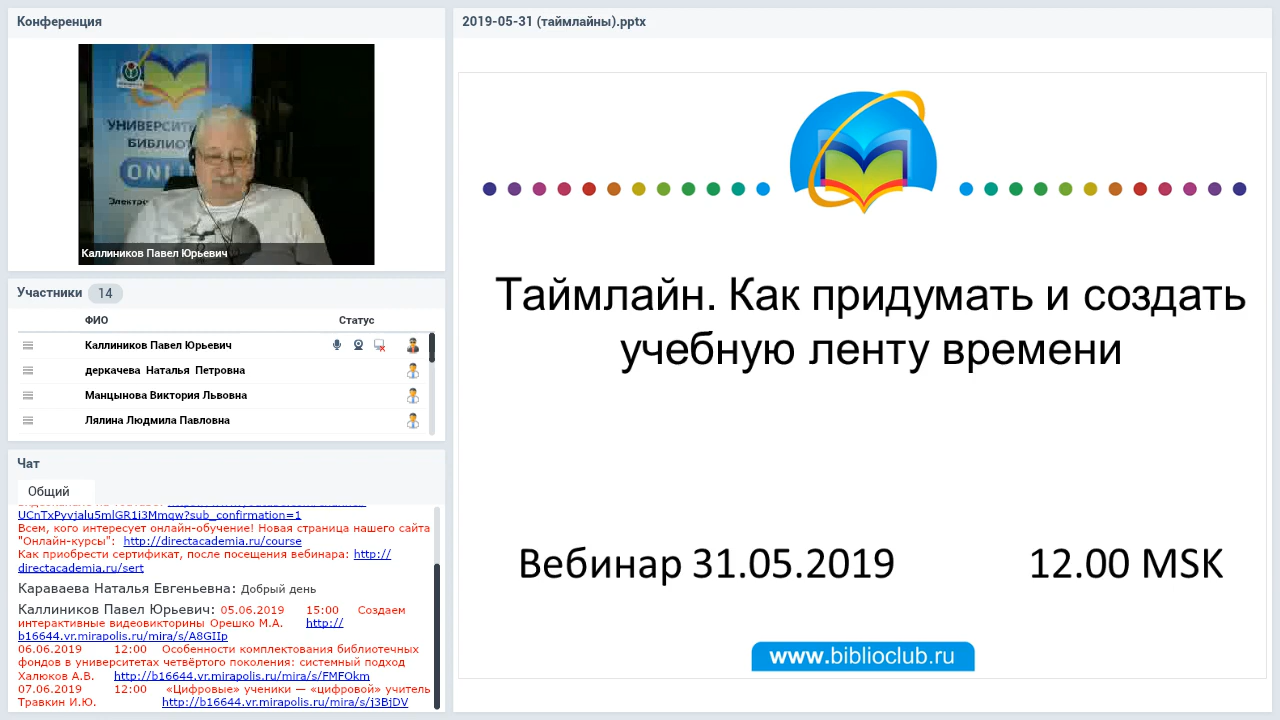 Конференция
УНИВЕРСИТ
БИБЛИОТ
ONLI
Электро
Каллиников Павел Юрьевич
Участники 14
ФИО Статус
Каллиников Павел Юрьевич
деркачева Наталья Петровна
Манцынова Виктория Львовна
Лялина Людмила Павловна
Чат
Общий
UCnTxPyvjalu5mlGR1i3Mmqw?sub_confirmation=1
Всем, кого интересует онлайн-обучение! Новая страница нашего сайта
"Онлайн-курсы": http://directacademia.ru/course
Как приобрести сертификат, после посещения вебинара: http://
directacademia.ru/sert
Караваева Наталья Евгеньевна: Добрый день
Каллиников Павел Юрьевич: 05.06.2019 15:00 Создаем
интерактивные видеовикторины Орешко М.А. http://
b16644.vr.mirapolis.ru/mira/s/A8GIIp
06.06.2019 12:00 Особенности комплектования библиотечных
фондов в университетах четвёртого поколения: системный подход
Халюков А.В. http://b16644.vr.mirapolis.ru/mira/s/FMFOkm
07.06.2019 12:00 «Цифровые» ученики — «цифровой» учитель
Травкин И.Ю. http://b16644.vr.mirapolis.ru/mira/s/j3BjDV
2019-05-31 (таймлайны).pptx
Таймлайн. Как придумать и создать
учебную ленту времени
Вебинар 31.05.2019 12.00 MSK
www.biblioclub.ru